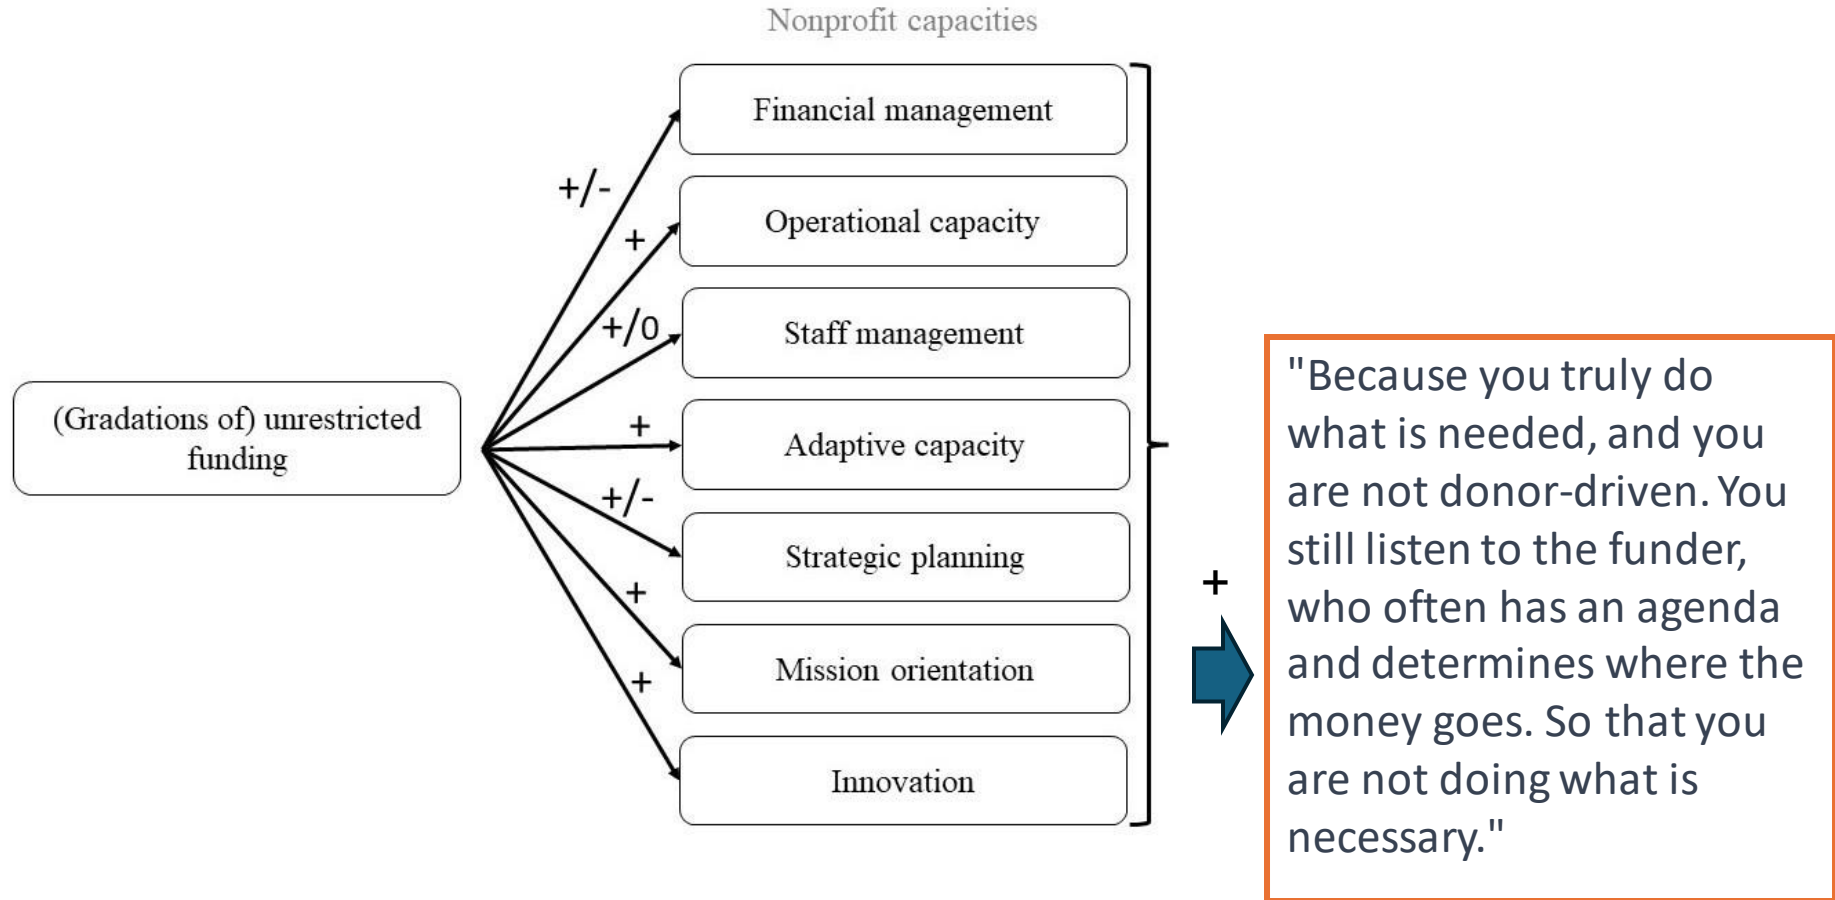 Nonprofit capacities
Financial management
+/-
Operational capacity
+
Staff management
+/0
(Gradations of) unrestricted
funding
Adaptive capacity
+
Strategic planning
+/-
Mission orientation
+
Innovation
+
+
"Because you truly do
what is needed, and you
are not donor-driven. You
still listen to the funder,
who often has an agenda
and determines where the
money goes. So that you
are not doing what is
necessary."